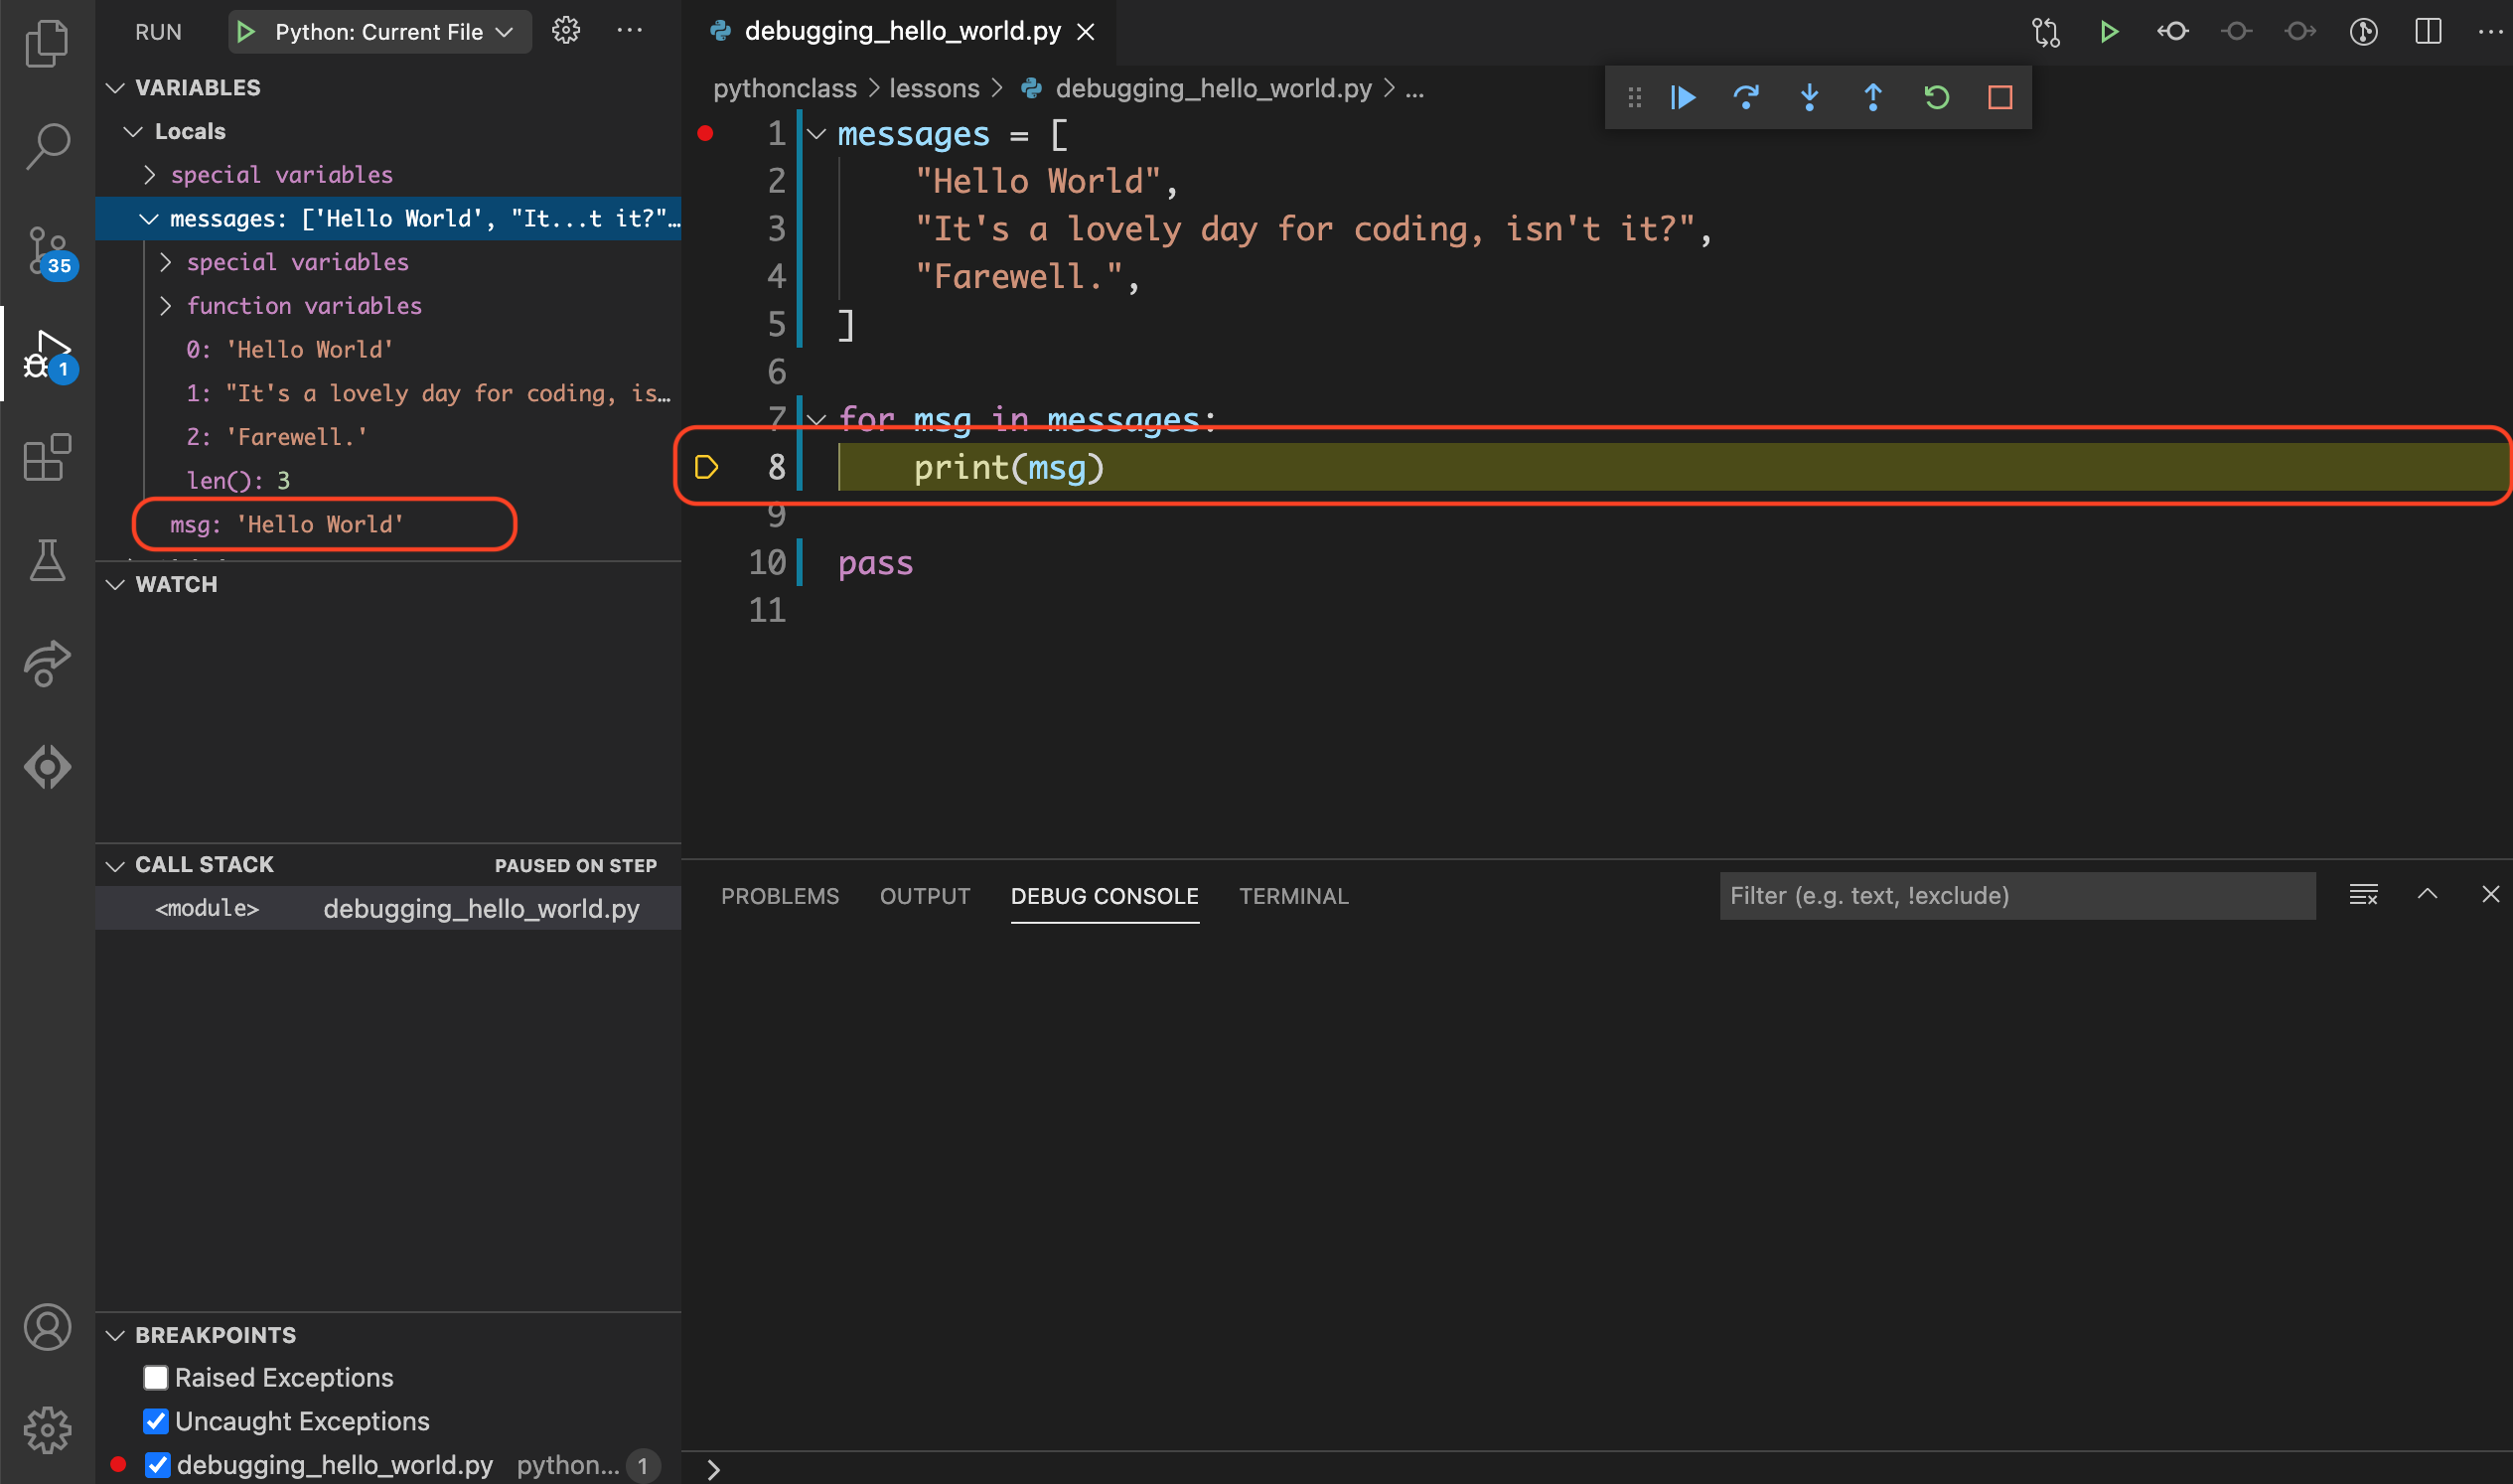 RUN
Python: Current File
VARIABLES
Locals
special variables
messages: ['Hello World', "It...t it?"...
special variables
function variables
0: 'Hello World'
1: "It's a lovely day for coding, is...
2: 'Farewell.'
len(): 3
msg: 'Hello World'
WATCH
CALL STACK PAUSED ON STEP
<module> debugging_hello_world.py
BREAKPOINTS
Raised Exceptions
Uncaught Exceptions
debugging_hello_world.py python... 1
35
1
debugging_hello_world.py
pythonclass > lessons > debugging_hello_world.py > ...
1 messages = [
2 "Hello World",
3 "It's a lovely day for coding, isn't it?",
4 "Farewell.",
5 ]
6
7 for msg in messages:
8 print(msg)
9
10 pass
11
PROBLEMS OUTPUT DEBUG CONSOLE TERMINAL Filter (e.g. text, !exclude)